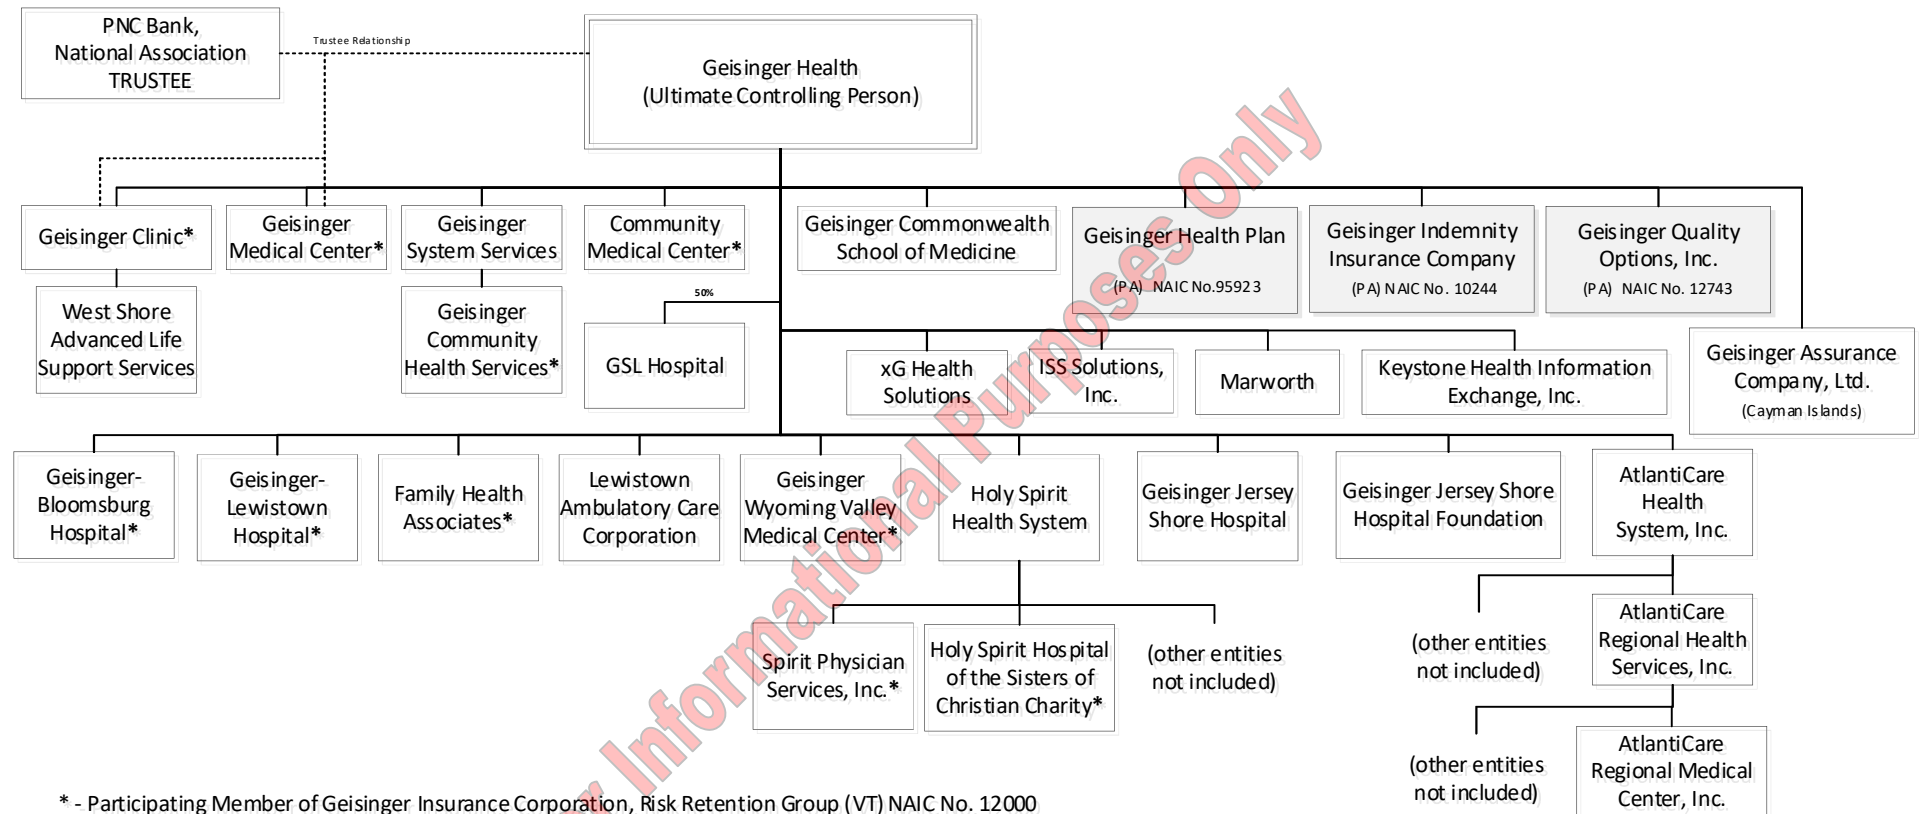 PNC Bank,
National Association
TRUSTEE
Trustee Relationship
Geisinger Health
(Ultimate Controlling Person)
Geisinger Clinic*
Geisinger
Medical Center*
Geisinger
System Services
Community
Medical Center*
Geisinger Commonwealth
School of Medicine
Geisinger Health Plan
(PA) NAIC No.95923
Geisinger Indemnity
Insurance Company
(PA) NAIC No. 10244
Geisinger Quality
Options, Inc.
(PA) NAIC No. 12743
West Shore
Advanced Life
Support Services
Geisinger
Community
Health Services*
50%
GSL Hospital
xG Health
Solutions
ISS Solutions,
Inc.
Marworth
Keystone Health Information
Exchange, Inc.
Geisinger Assurance
Company, Ltd.
(Cayman Islands)
Geisinger-
Bloomsburg
Hospital*
Geisinger-
Lewistown
Hospital*
Family Health
Associates*
Lewistown
Ambulatory Care
Corporation
Geisinger
Wyoming Valley
Medical Center*
Holy Spirit
Health System
Geisinger Jersey
Shore Hospital
Geisinger Jersey Shore
Hospital Foundation
AtlantiCare
Health
System, Inc.
Spirit Physician
Services, Inc.*
Holy Spirit Hospital
of the Sisters of
Christian Charity*
(other entities
not included)
(other entities
not included)
AtlantiCare
Regional Health
Services, Inc.
(other entities
not included)
AtlantiCare
Regional Medical
Center, Inc.
* - Participating Member of Geisinger Insurance Corporation, Risk Retention Group (VT) NAIC No. 12000
Informational Purposes Only